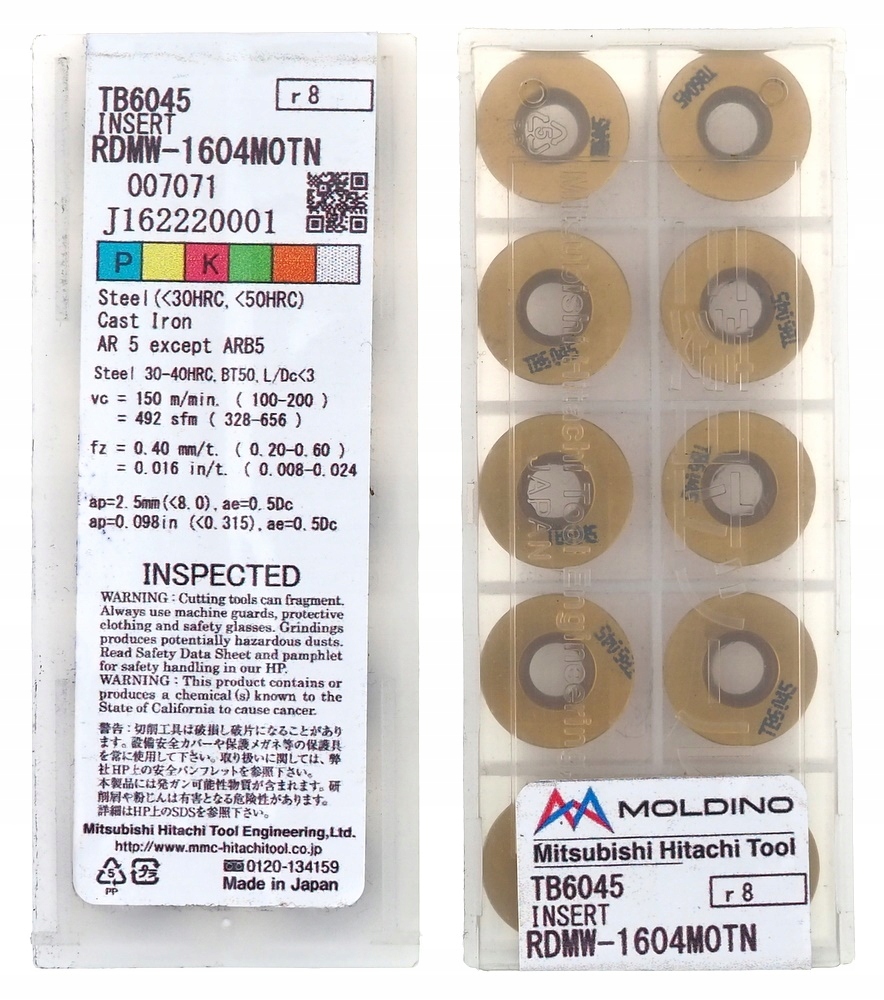 TB6045
r 8
INSERT
RDMW-1604MOTN
007071
J162220001
P K
Steel(<30HRC, <50HRC)
Cast Iron
AR 5 except ARB5
Steel 30-40HRC, BT50, L/Dc<3
vc = 150 m/min. ( 100-200 )
= 492 sfm ( 328-656 )
fz = 0.40 mm/t. ( 0.20-0.60 )
= 0.016 in/t. ( 0.008-0.024
ap=2.5mm(<8.0), ae=0.5Dc
ap=0.098in (<0.315), ae=0.5Dc
INSPECTED
WARNING : Cutting tools can fragment.
Always use machine guards, protective
clothing and safety glasses. Grindings
produces potentially hazardous dusts.
Read Safety Data Sheet and pamphlet
for safety handling in our HP.
WARNING : This product contains or
produces a chemical(s) known to the
State of California to cause cancer.
警告：切削工具は破損し破片になることがあり
ます。設備安全カバーや保護メガネ等の保護具
を常に使用して下さい。取り扱いに関しては、弊
社HP上の安全パンフレットを参照下さい。
本製品には発ガン可能性物質が含まれます。研
削屑や粉じんは有害となる危険性があります。
詳細はHP上のSDSを参照下さい。
Mitsubishi Hitachi Tool Engineering,Ltd.
http://www.mmc-hitachitool.co.jp
5 PP プラ 0120-134159
Made in Japan
TB6045
TB6045
TB6045
TB6045
TB6045
TB6045
TB6045
Mitsubishi Hitachi Tool Engineering
JAPAN
MOLDINO
Mitsubishi Hitachi Tool
TB6045
r 8
INSERT
RDMW-1604MOTN